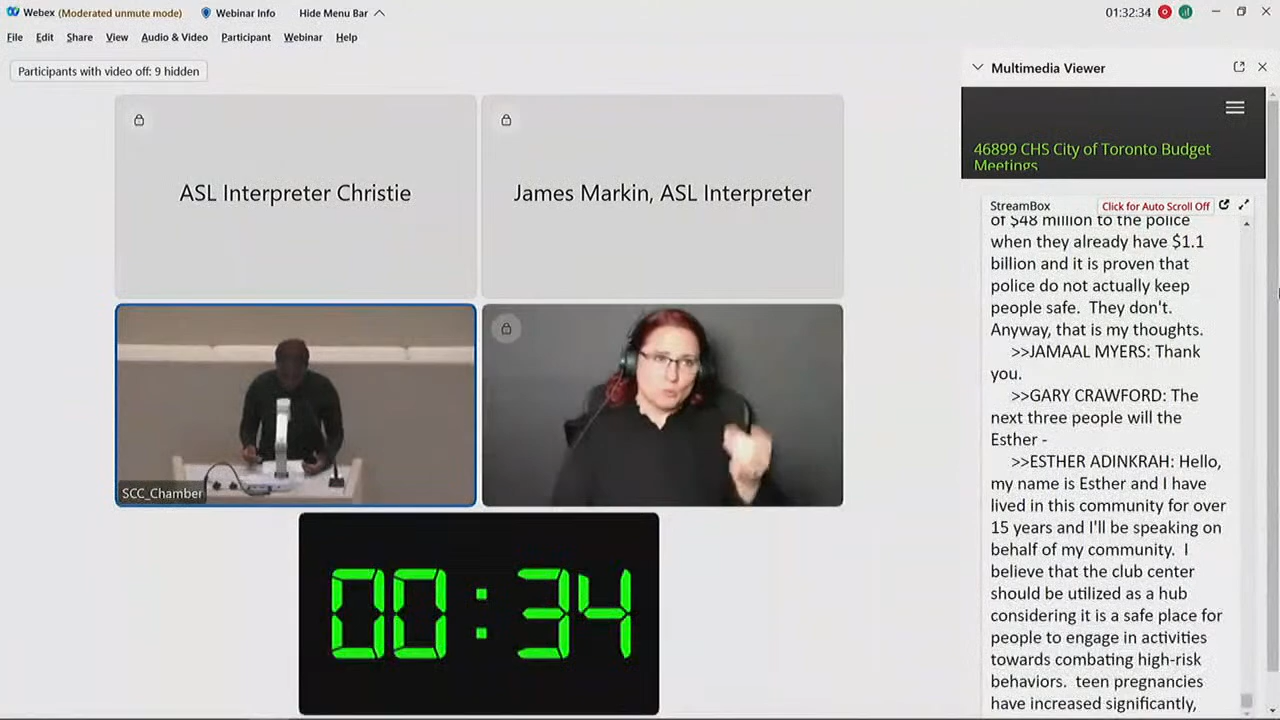 Webex (Moderated unmute mode) Webinar Info Hide Menu Bar 01:32:34
File Edit Share View Audio & Video Participant Webinar Help
Participants with video off: 9 hidden
ASL Interpreter Christie
James Markin, ASL Interpreter
SCC_Chamber
00:34
Multimedia Viewer
46899 CHS City of Toronto Budget
Meetings
StreamBox Click for Auto Scroll Off
of $48 million to the police
when they already have $1.1
billion and it is proven that
police do not actually keep
people safe. They don't.
Anyway, that is my thoughts.
>>JAMAAL MYERS: Thank
you.
>>GARY CRAWFORD: The
next three people will the
Esther -
>>ESTHER ADINKRAH: Hello,
my name is Esther and I have
lived in this community for over
15 years and I'll be speaking on
behalf of my community. I
believe that the club center
should be utilized as a hub
considering it is a safe place for
people to engage in activities
towards combating high-risk
behaviors. teen pregnancies
have increased significantly,